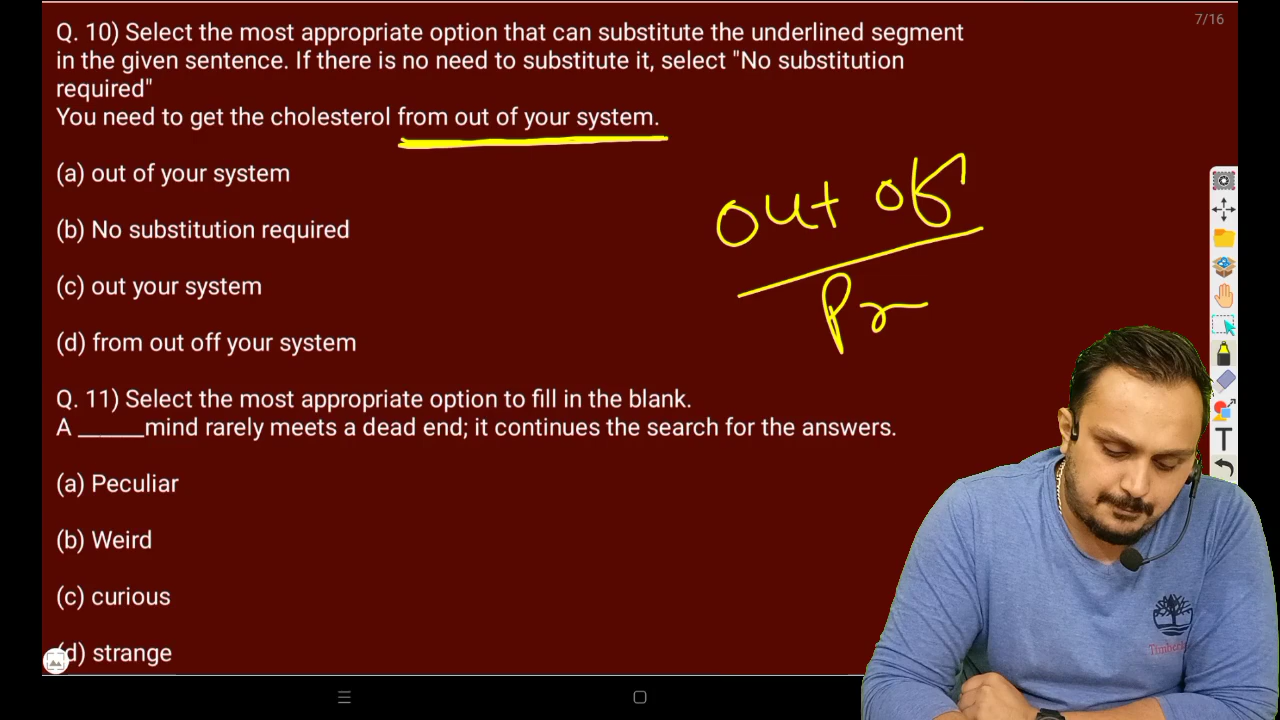 7/16
Q. 10) Select the most appropriate option that can substitute the underlined segment
in the given sentence. If there is no need to substitute it, select "No substitution
required"
You need to get the cholesterol from out of your system.
(a) out of your system
(b) No substitution required
(c) out your system
(d) from out off your system
out of
Pr
Q. 11) Select the most appropriate option to fill in the blank.
A ______mind rarely meets a dead end; it continues the search for the answers.
(a) Peculiar
(b) Weird
(c) curious
(d) strange
T